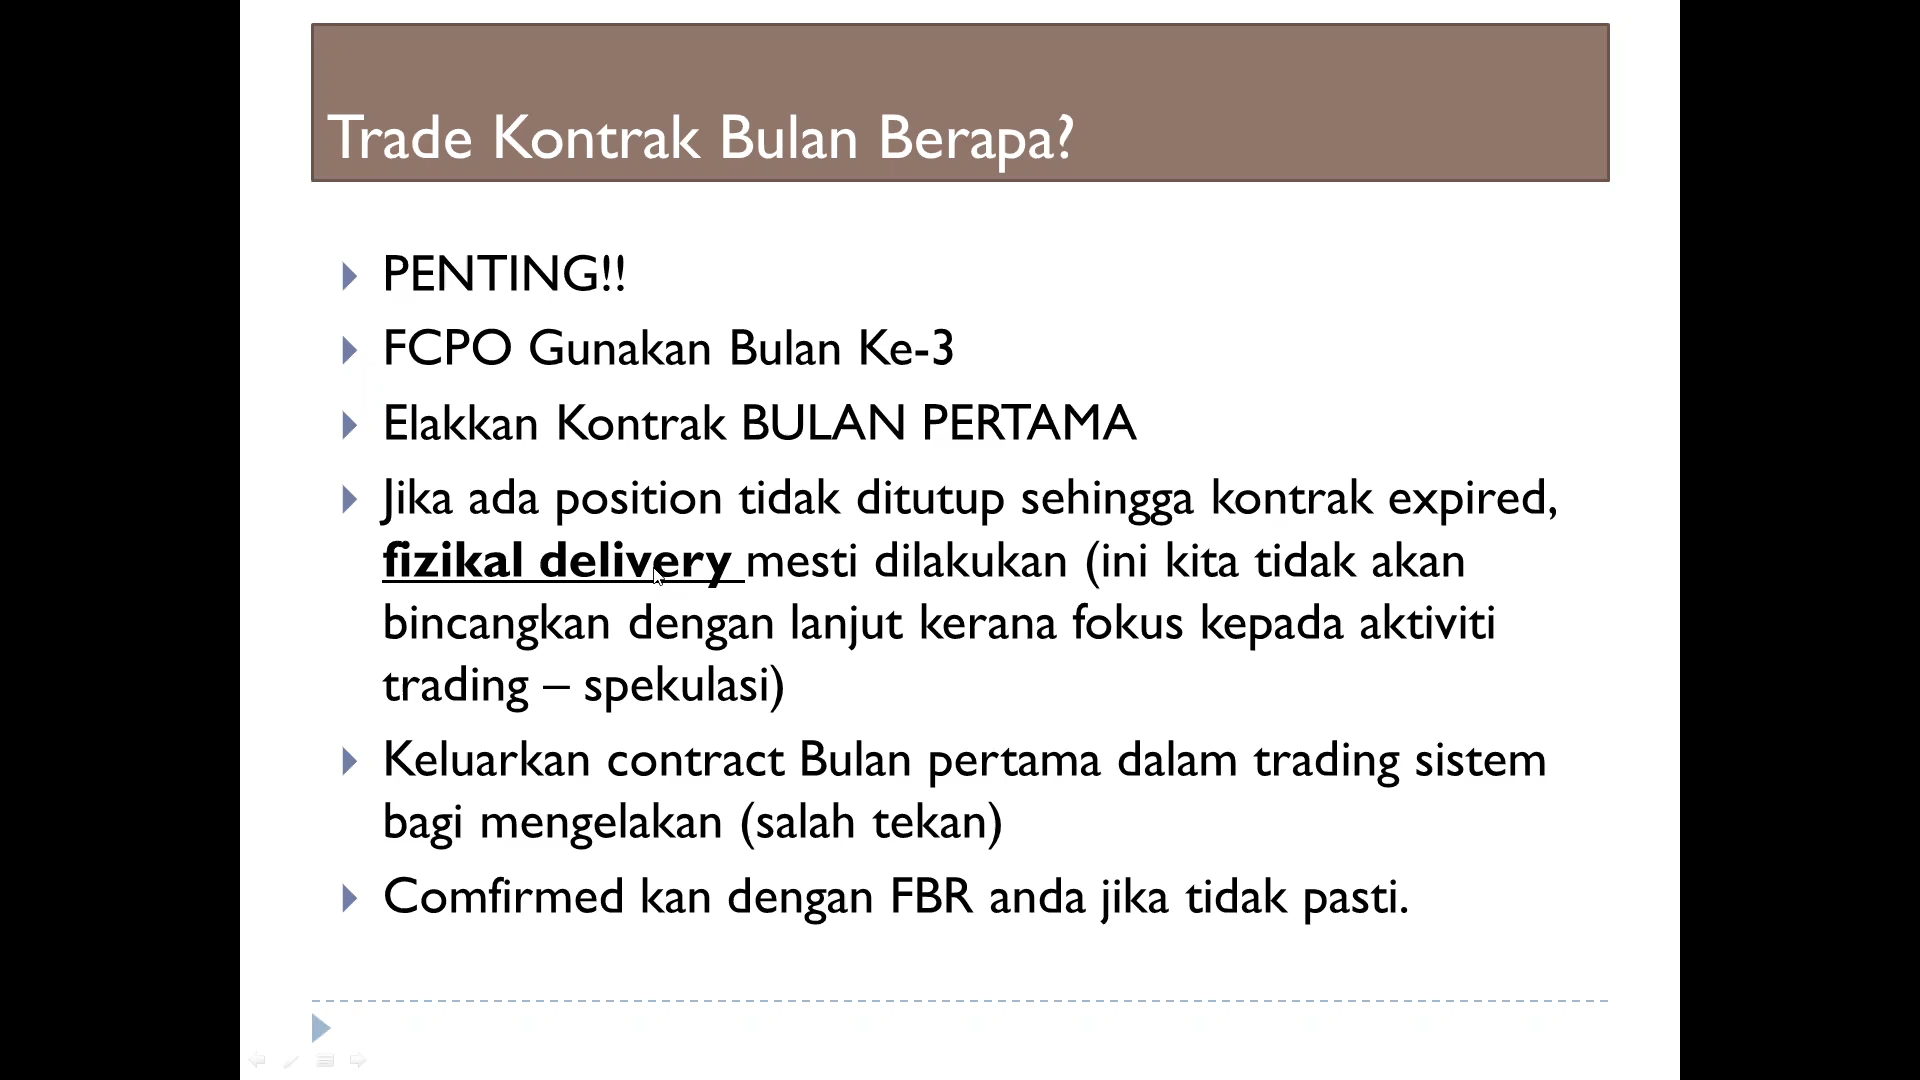 Trade Kontrak Bulan Berapa?
PENTING!!
FCPO Gunakan Bulan Ke-3
Elakkan Kontrak BULAN PERTAMA
Jika ada position tidak ditutup sehingga kontrak expired,
fizikal delivery mesti dilakukan (ini kita tidak akan
bincangkan dengan lanjut kerana fokus kepada aktiviti
trading – spekulasi)
Keluarkan contract Bulan pertama dalam trading sistem
bagi mengelakan (salah tekan)
Comfirmed kan dengan FBR anda jika tidak pasti.